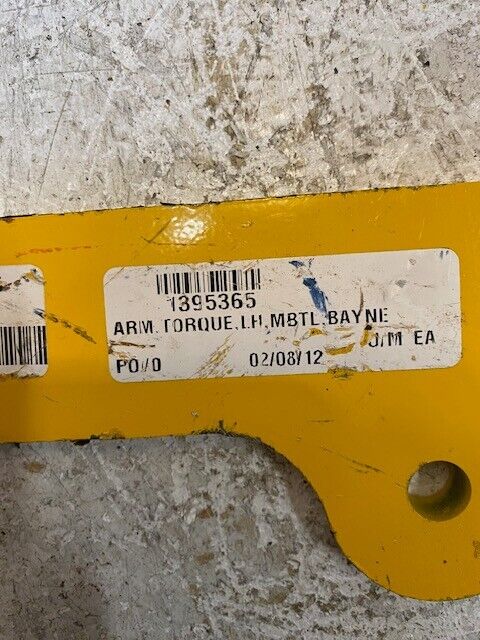 1395365
ARM,TORQUE,LH,MBTL,BAYNE
PO#0 02/08/12 U/M EA